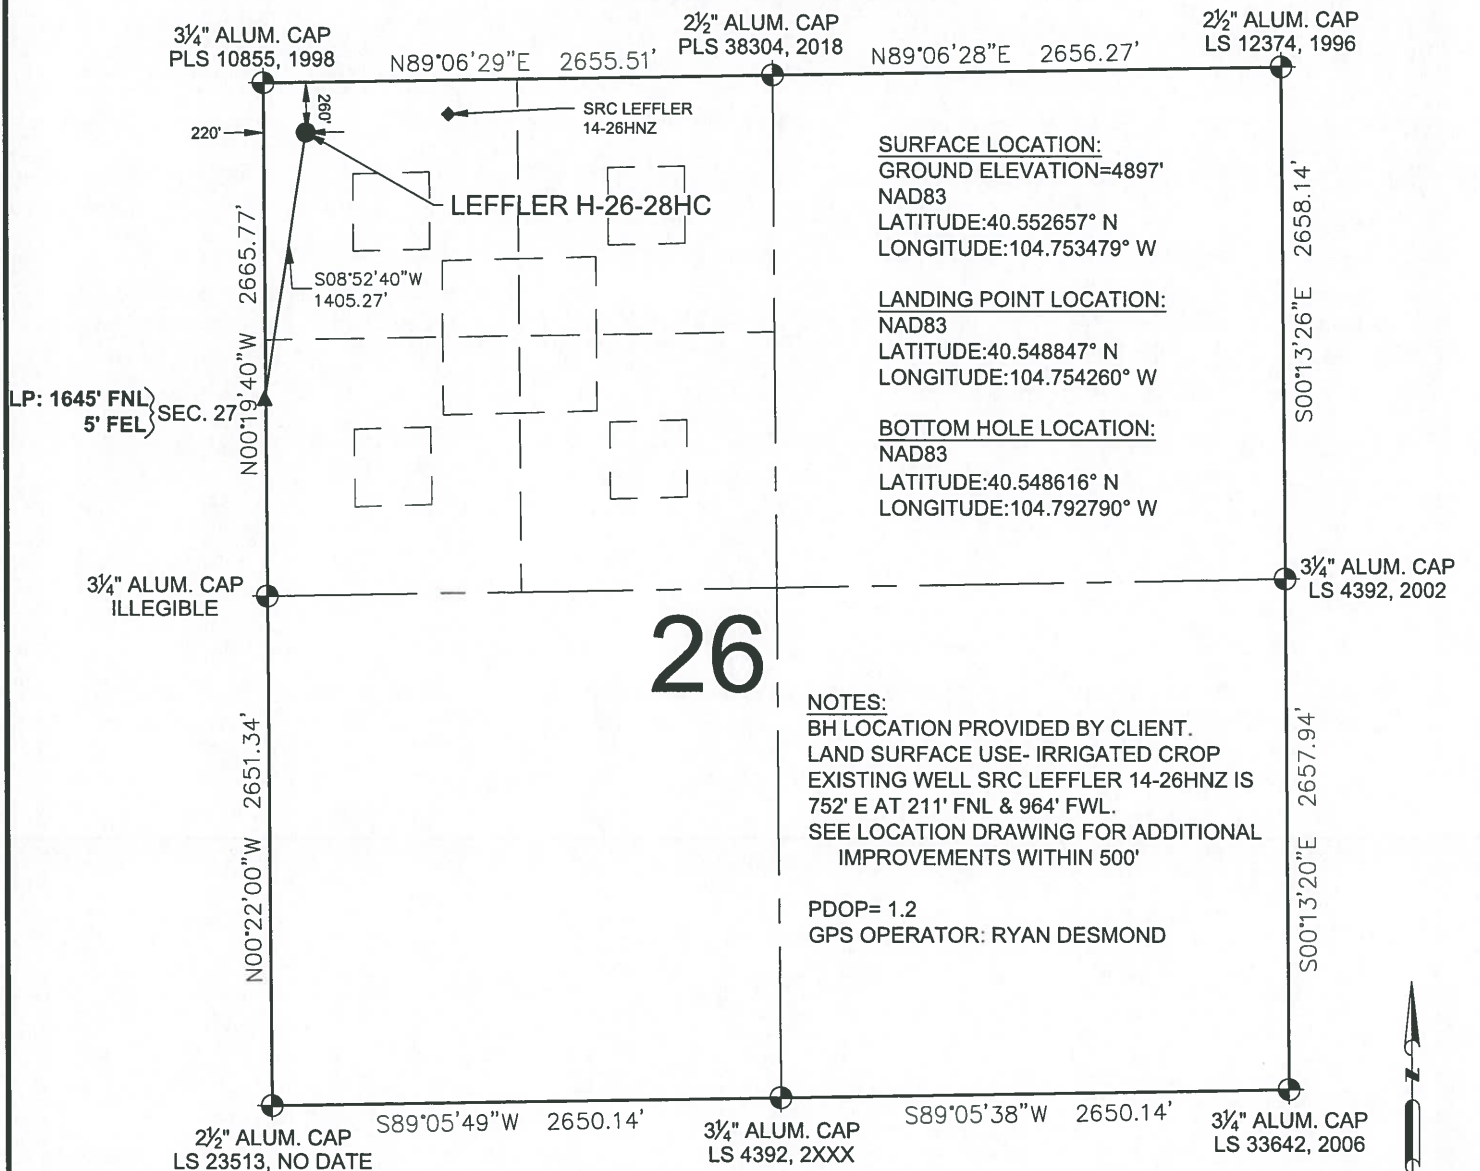 3¼" ALUM. CAP
PLS 10855, 1998
N89°06'29"E 2655.51'
2½" ALUM. CAP
PLS 38304, 2018
N89°06'28"E 2656.27'
2½" ALUM. CAP
LS 12374, 1996
260'
220'
SRC LEFFLER
14-26HNZ
LEFFLER H-26-28HC
S08°52'40"W
1405.27'
N00°19'40"W 2665.77'
LP: 1645' FNL
5' FEL
SEC. 27
SURFACE LOCATION:
GROUND ELEVATION=4897'
NAD83
LATITUDE:40.552657° N
LONGITUDE:104.753479° W
LANDING POINT LOCATION:
NAD83
LATITUDE:40.548847° N
LONGITUDE:104.754260° W
BOTTOM HOLE LOCATION:
NAD83
LATITUDE:40.548616° N
LONGITUDE:104.792790° W
S00°13'26"E 2658.14'
3¼" ALUM. CAP
ILLEGIBLE
3¼" ALUM. CAP
LS 4392, 2002
26
N00°22'00"W 2651.34'
NOTES:
BH LOCATION PROVIDED BY CLIENT.
LAND SURFACE USE- IRRIGATED CROP
EXISTING WELL SRC LEFFLER 14-26HNZ IS
752' E AT 211' FNL & 964' FWL.
SEE LOCATION DRAWING FOR ADDITIONAL
IMPROVEMENTS WITHIN 500'
PDOP= 1.2
GPS OPERATOR: RYAN DESMOND
S00°13'20"E 2657.94'
2½" ALUM. CAP
LS 23513, NO DATE
S89°05'49"W 2650.14'
3¼" ALUM. CAP
LS 4392, 2XXX
S89°05'38"W 2650.14'
3¼" ALUM. CAP
LS 33642, 2006
N